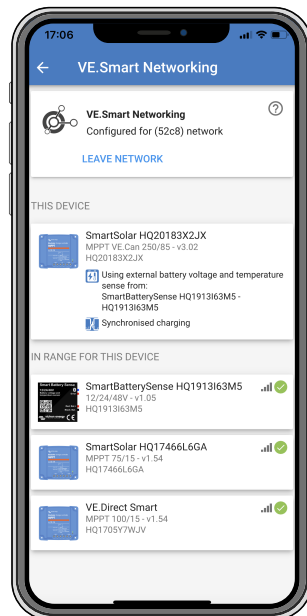 17:06
VE.Smart Networking
VE.Smart Networking
Configured for (52c8) network
LEAVE NETWORK
THIS DEVICE
SmartSolar HQ20183X2JX
MPPT VE.Can 250/85 - v3.02
HQ20183X2JX
Using external battery voltage and temperature
sense from:
SmartBatterySense HQ1913I63M5 -
HQ1913I63M5
Synchronised charging
IN RANGE FOR THIS DEVICE
Smart Battery Sense
SmartBatterySense HQ1913I63M5
12/24/48V - v1.05
HQ1913I63M5
SmartSolar HQ17466L6GA
MPPT 75/15 - v1.54
HQ17466L6GA
VE.Direct Smart
MPPT 100/15 - v1.54
HQ1705Y7WJV